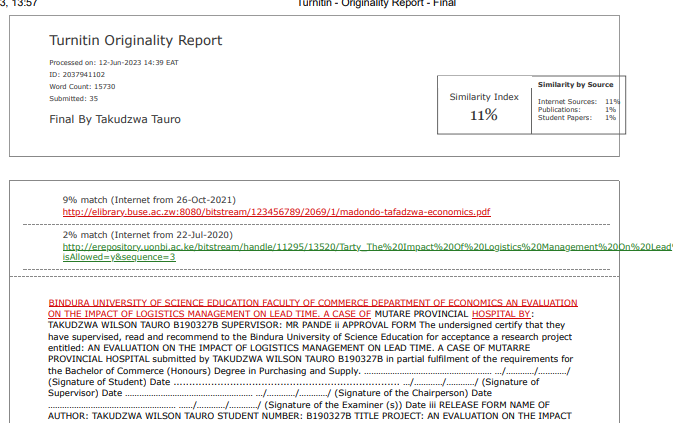 3, 13:57
Turnitin - Originality Report - Final
Turnitin Originality Report
Processed on: 12-Jun-2023 14:39 EAT
ID: 2037941102
Word Count: 15730
Submitted: 35
Final By Takudzwa Tauro
Similarity Index
11%
Similarity by Source
Internet Sources: 11%
Publications: 1%
Student Papers: 1%
9% match (Internet from 26-Oct-2021)
http://elibrary.buse.ac.zw:8080/bitstream/123456789/2069/1/madondo-tafadzwa-economics.pdf
2% match (Internet from 22-Jul-2020)
http://erepository.uonbi.ac.ke/bitstream/handle/11295/13520/Tarty_The%20Impact%20Of%20Logistics%20Management%20On%20Lead%
isAllowed=y&sequence=3
BINDURA UNIVERSITY OF SCIENCE EDUCATION FACULTY OF COMMERCE DEPARTMENT OF ECONOMICS AN EVALUATION
ON THE IMPACT OF LOGISTICS MANAGEMENT ON LEAD TIME. A CASE OF MUTARE PROVINCIAL HOSPITAL BY:
TAKUDZWA WILSON TAURO B190327B SUPERVISOR: MR PANDE ii APPROVAL FORM The undersigned certify that they
have supervised, read and recommend to the Bindura University of Science Education for acceptance a research project
entitled: AN EVALUATION ON THE IMPACT OF LOGISTICS MANAGEMENT ON LEAD TIME. A CASE OF MUTARRE
PROVINCIAL HOSPITAL submitted by TAKUDZWA WILSON TAURO B190327B in partial fulfilment of the requirements for
the Bachelor of Commerce (Honours) Degree in Purchasing and Supply. ……………………………………… …/………/………/
(Signature of Student) Date ………………………………………………… …/………/………/ (Signature of
Supervisor) Date ……………………………………… …/………/………/ (Signature of the Chairperson) Date
……………………………………… ……/………/………/ (Signature of the Examiner (s)) Date iii RELEASE FORM NAME OF
AUTHOR: TAKUDZWA WILSON TAURO STUDENT NUMBER: B190327B TITLE PROJECT: AN EVALUATION ON THE IMPACT